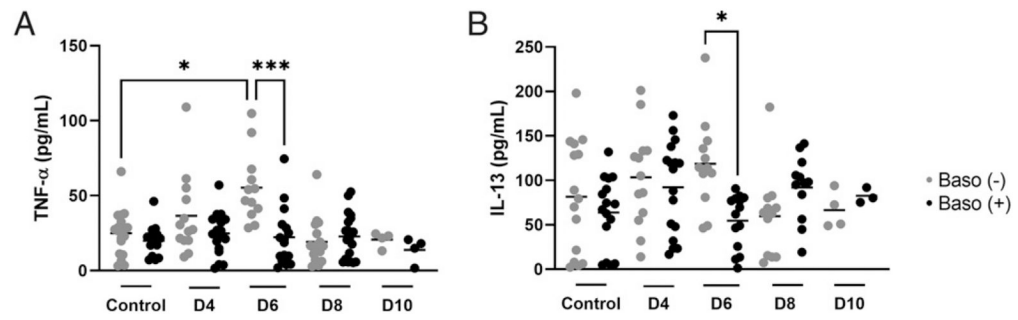 A
B
TNF-α (pg/mL)
150
100
50
0
*
***
Control
D4
D6
D8
D10
IL-13 (pg/mL)
250
200
150
100
50
0
*
Control
D4
D6
D8
D10
Baso (-)
Baso (+)